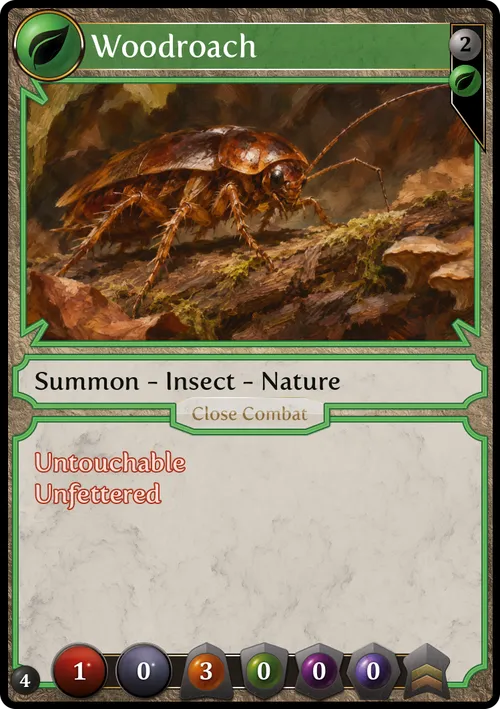 Woodroach
2
Summon - Insect - Nature
Close Combat
Untouchable
Unfettered
4
1*
0*
3
0
0
0